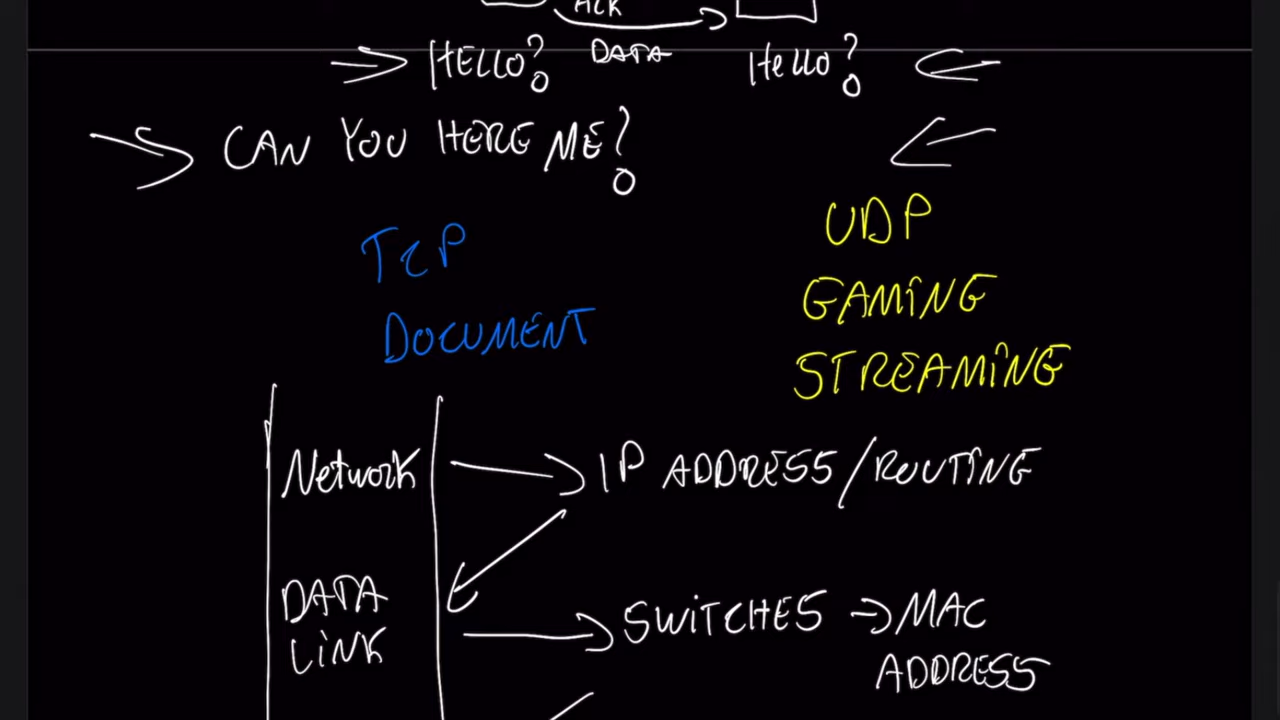 ACK
DATA
HELLO? Hello?
CAN YOU HERE ME?
TCP
DOCUMENT
UDP
GAMING
STREAMING
Network IP ADDRESS/ROUTING
DATA
LINK
SWITCHES → MAC
ADDRESS